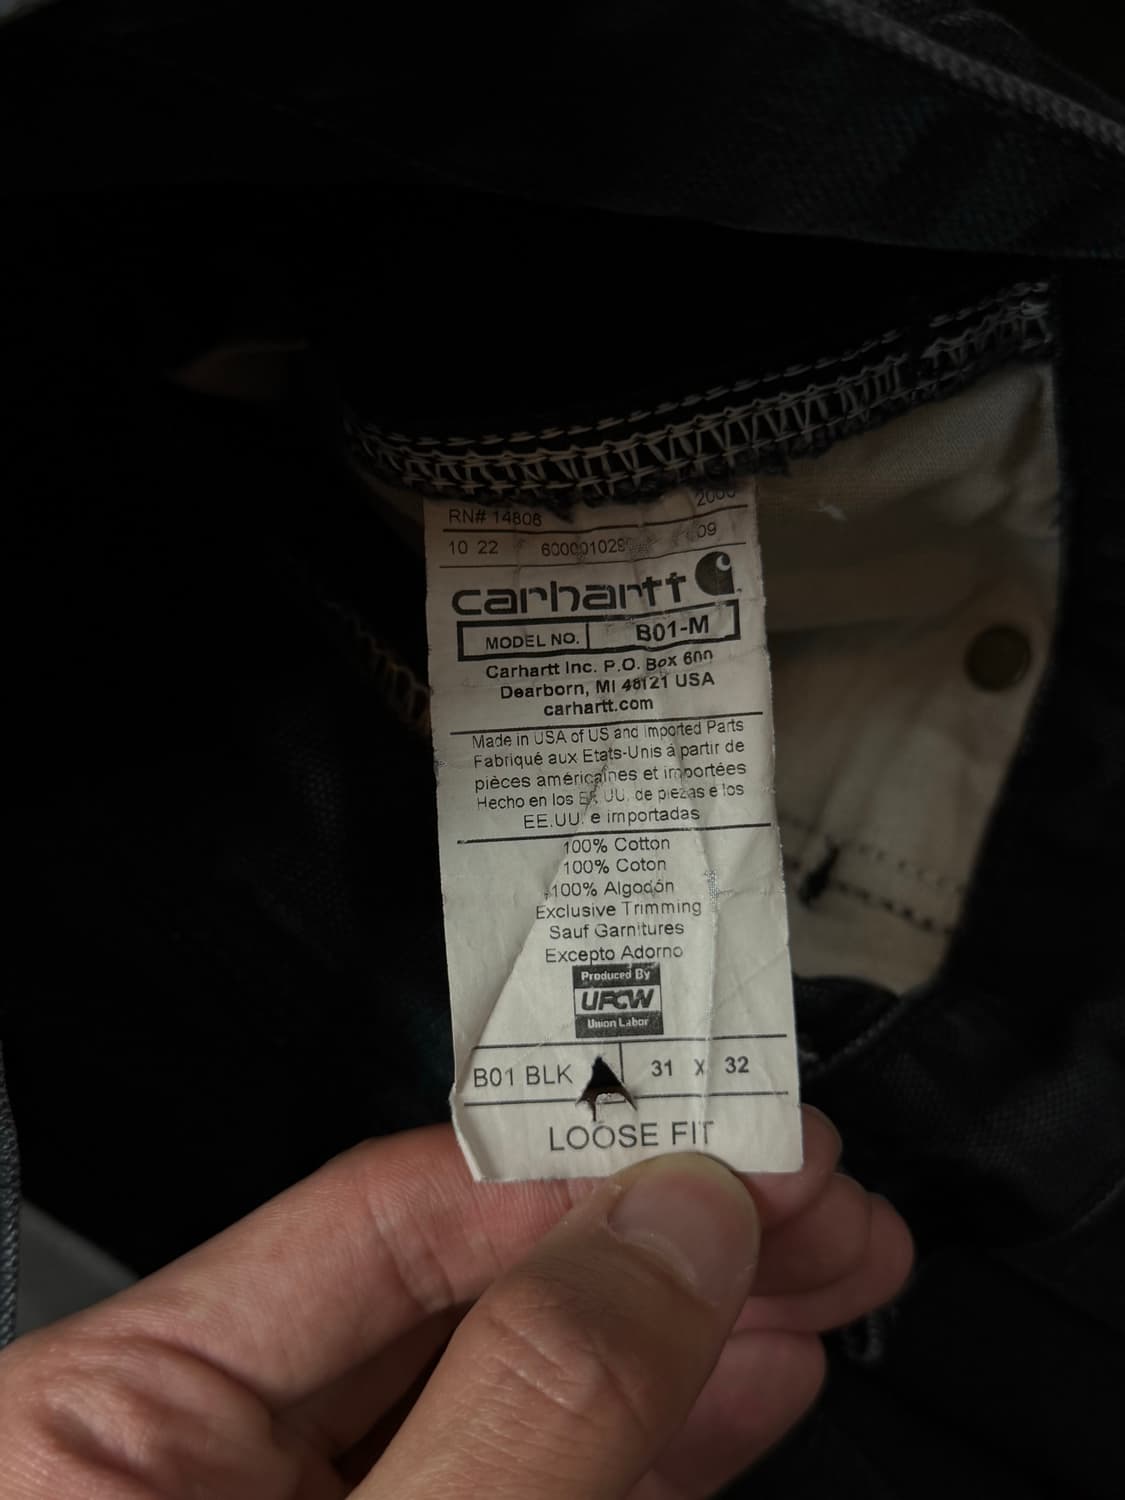 RN# 14806
10 22 09
carhartt
MODEL NO. B01-M
Carhartt Inc. P.O. Box 600
Dearborn, MI 48121 USA
carhartt.com
Made in USA of US and Imported Parts
Fabriqué aux Etats-Unis à partir de
pièces américaines et importées
Hecho en los EE.UU. de piezas e los
EE.UU. e importadas
100% Cotton
100% Coton
100% Algodón
Exclusive Trimming
Sauf Garnitures
Excepto Adorno
Produced By
UFCW
Union Labor
B01 BLK 31 X 32
LOOSE FIT